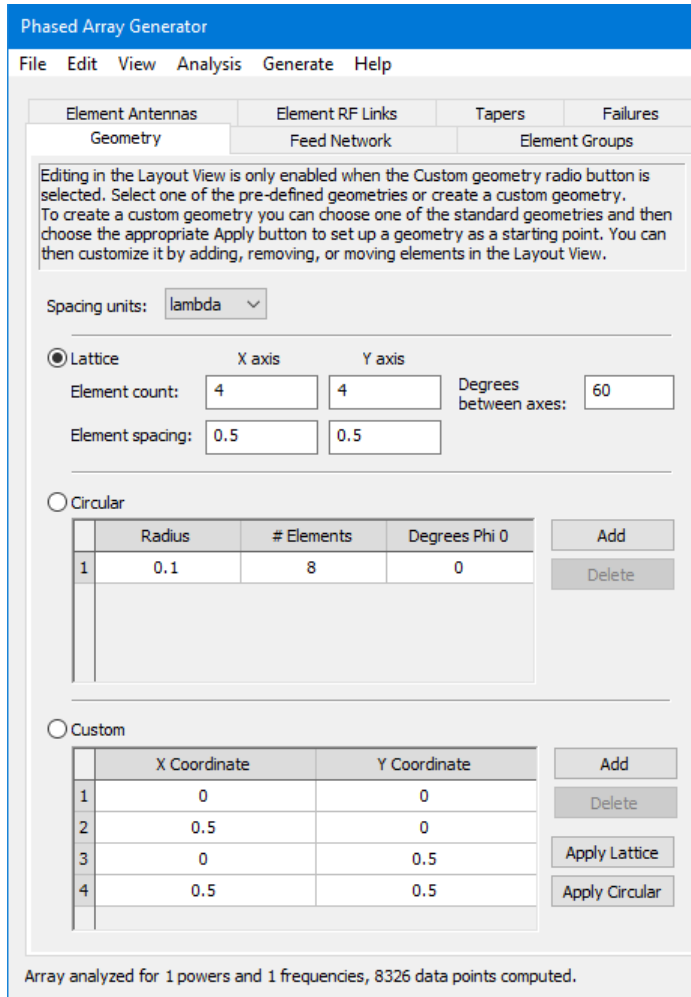 Phased Array Generator
File Edit View Analysis Generate Help
Element Antennas Element RF Links Tapers Failures
Geometry Feed Network Element Groups
Editing in the Layout View is only enabled when the Custom geometry radio button is
selected. Select one of the pre-defined geometries or create a custom geometry.
To create a custom geometry you can choose one of the standard geometries and then
choose the appropriate Apply button to set up a geometry as a starting point. You can
then customize it by adding, removing, or moving elements in the Layout View.
Spacing units: lambda
Lattice X axis Y axis
Element count: 4 4 Degrees between axes: 60
Element spacing: 0.5 0.5
Circular
Radius # Elements Degrees Phi 0 Add
1 0.1 8 0 Delete
Custom
X Coordinate Y Coordinate Add
1 0 0 Delete
2 0.5 0
3 0 0.5 Apply Lattice
4 0.5 0.5 Apply Circular
Array analyzed for 1 powers and 1 frequencies, 8326 data points computed.